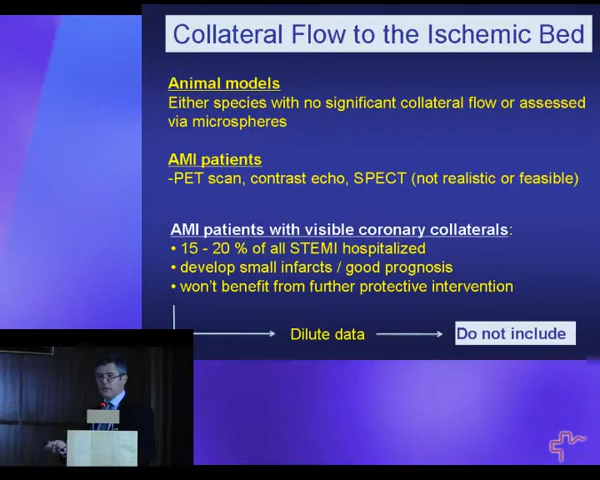 Collateral Flow to the Ischemic Bed
Animal models
Either species with no significant collateral flow or assessed
via microspheres
AMI patients
-PET scan, contrast echo, SPECT (not realistic or feasible)
AMI patients with visible coronary collaterals:
• 15 - 20 % of all STEMI hospitalized
• develop small infarcts / good prognosis
• won't benefit from further protective intervention
Dilute data
Do not include